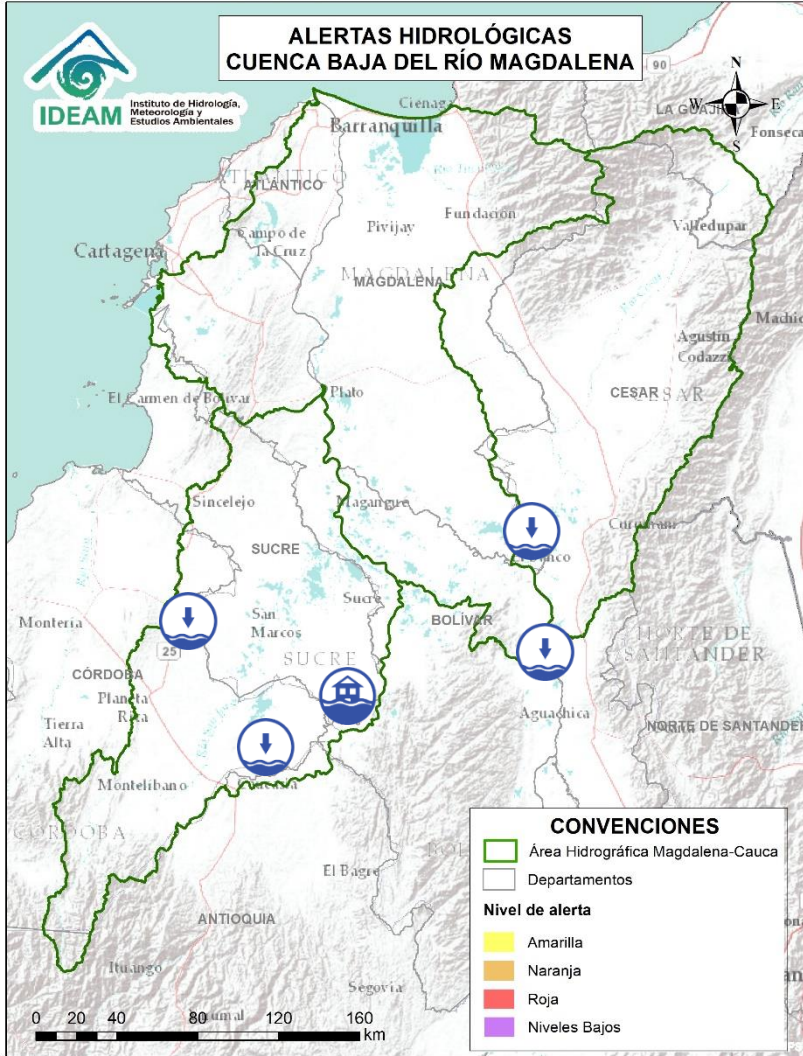 ALERTAS HIDROLÓGICAS
CUENCA BAJA DEL RÍO MAGDALENA
IDEAM
Instituto de Hidrología,
Meteorología y
Estudios Ambientales
N
W
E
S
90
LA GUAJIRA
Fonseca
Ciénaga
Barranquilla
ATLÁNTICO
ATLÁNTICO
Fundación
Pivijay
Valledupar
Campo de
la Cruz
Cartagena
MAGDALENA
MAGDALENA
Agustín
Codazzi
CESAR
CESAR
El Carmen de Bolívar
Plato
Sincelejo
Magangue
SUCRE
Sucre
Montería
San
Marcos
BOLÍVAR
SUCRE
25
CÓRDOBA
Planeta
Rica
Tierra
Alta
NORTE DE
SANTANDER
Aguachica
NORTE DE SANTANDER
Montelibano
CÓRDOBA
El Bagre
ANTIOQUIA
Ituango
Segovia
0 20 40 80 120 160
km
CONVENCIONES
Área Hidrográfica Magdalena-Cauca
Departamentos
Nivel de alerta
Amarilla
Naranja
Roja
Niveles Bajos